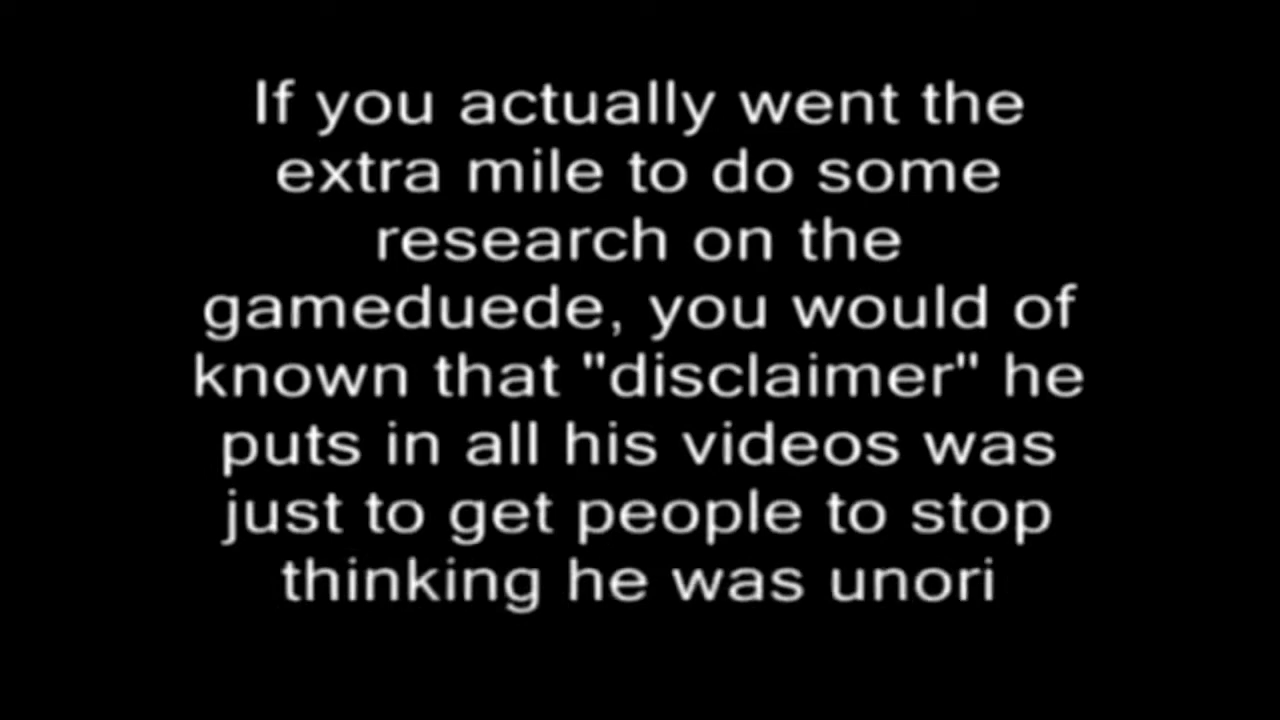 If you actually went the
extra mile to do some
research on the
gameduede, you would of
known that "disclaimer" he
puts in all his videos was
just to get people to stop
thinking he was unori